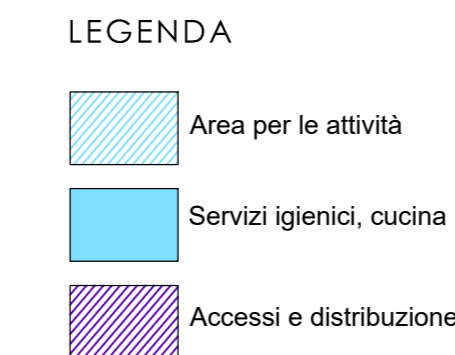 LEGENDA
Area per le attività
Servizi igienici, cucina
Accessi e distribuzione